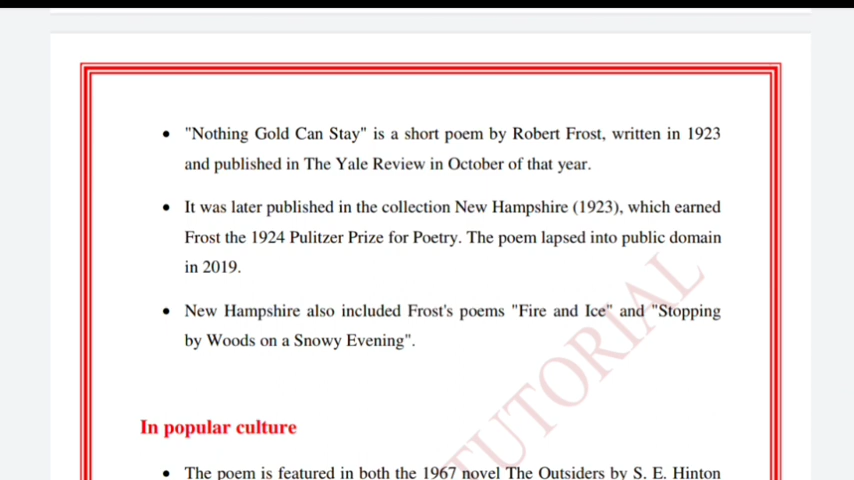 • "Nothing Gold Can Stay" is a short poem by Robert Frost, written in 1923
and published in The Yale Review in October of that year.
• It was later published in the collection New Hampshire (1923), which earned
Frost the 1924 Pulitzer Prize for Poetry. The poem lapsed into public domain
in 2019.
• New Hampshire also included Frost's poems "Fire and Ice" and "Stopping
by Woods on a Snowy Evening".
TUTORIAL
In popular culture
• The poem is featured in both the 1967 novel The Outsiders by S. E. Hinton